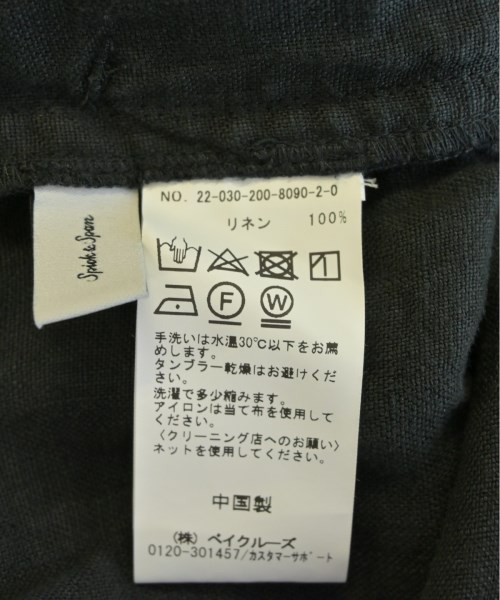 Spick & Span
NO. 22-030-200-8090-2-0
リネン 100%
F W
手洗いは水温30℃以下をお薦
めします。
タンブラー乾燥はお避けくだ
さい。
洗濯で多少縮みます。
アイロンは当て布を使用して
ください。
〈クリーニング店へのお願い〉
ネットを使用してください。
中国製
(株) ベイクルーズ
0120-301457/カスタマーサポート